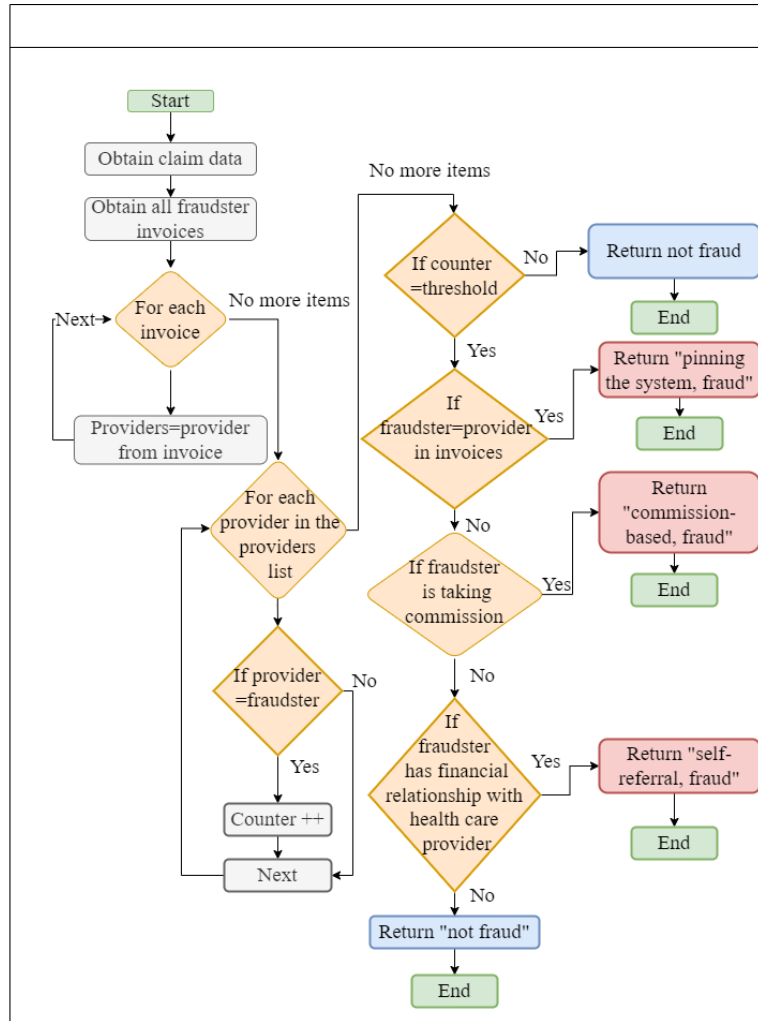 Start
Obtain claim data
Obtain all fraudster
invoices
For each
invoice
No more items
Next
Providers=provider
from invoice
For each
provider in the
providers
list
If provider
=fraudster
No
Yes
Counter ++
Next
No more items
If counter
=threshold
No
Return not fraud
End
Yes
If
fraudster=provider
in invoices
Yes
Return "pinning
the system, fraud"
End
No
If fraudster
is taking
commission
Yes
Return
"commission-
based, fraud"
End
No
If
fraudster
has financial
relationship with
health care
provider
Yes
Return "self-
referral, fraud"
End
No
Return "not fraud"
End